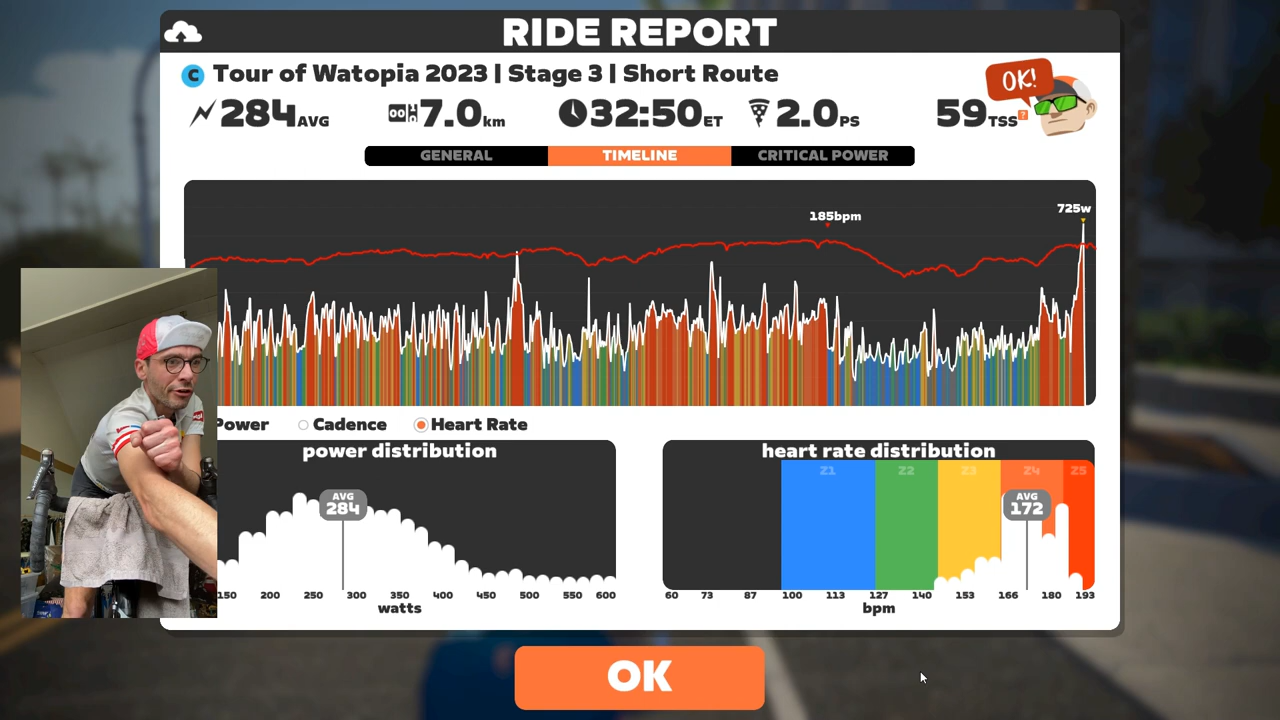 RIDE REPORT
C Tour of Watopia 2023 | Stage 3 | Short Route
OK!
284AVG 7.0km 32:50ET 2.0PS 59TSS?
GENERAL TIMELINE CRITICAL POWER
185bpm
725w
Power Cadence Heart Rate
power distribution
AVG
284
150 200 250 300 350 400 450 500 550 600
watts
heart rate distribution
Z1 Z2 Z3 Z4 Z5
AVG
172
60 73 87 100 113 127 140 153 166 180 193
bpm
OK